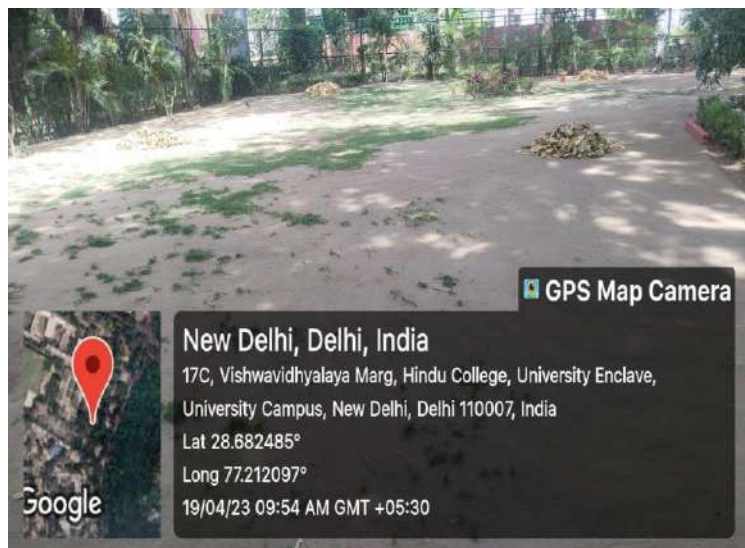 GPS Map Camera
New Delhi, Delhi, India
17C, Vishwavidhyalaya Marg, Hindu College, University Enclave,
University Campus, New Delhi, Delhi 110007, India
Lat 28.682485°
Long 77.212097°
19/04/23 09:54 AM GMT +05:30
Google